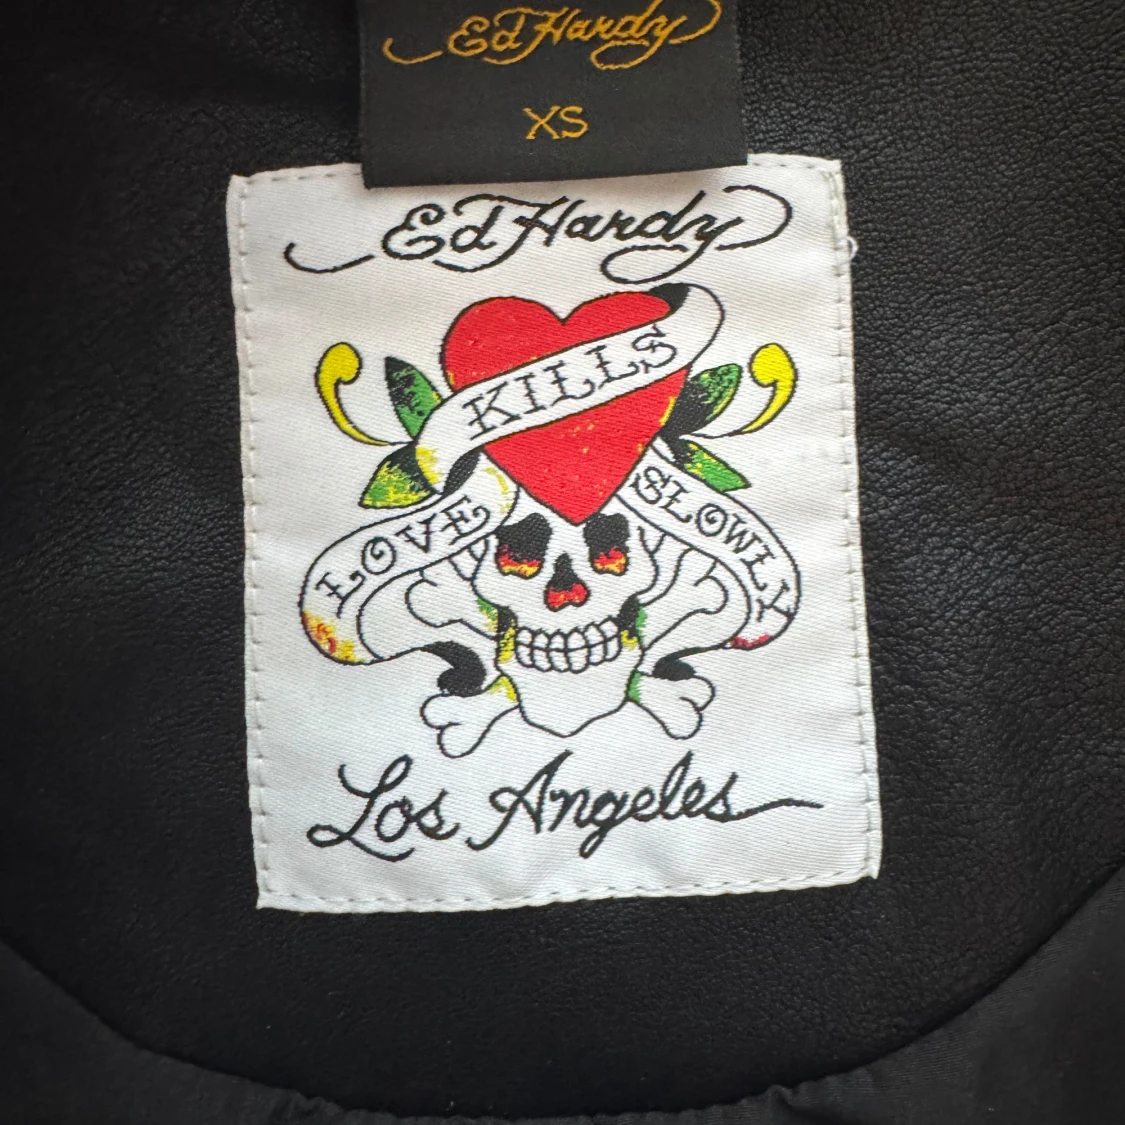 Ed Hardy
XS
Ed Hardy
KILLS
LOVE
SLOWLY
Los Angeles